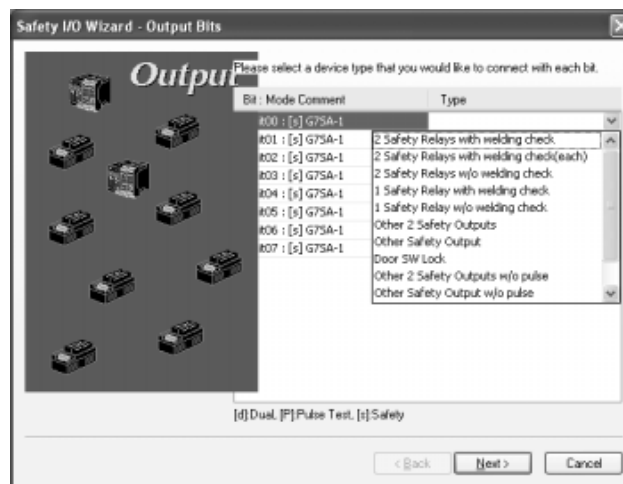 Safety I/O Wizard - Output Bits
Output
Please select a device type that you would like to connect with each bit.
Bit : Mode Comment Type
it00 : [s] G7SA-1
it01 : [s] G7SA-1
it02 : [s] G7SA-1
it03 : [s] G7SA-1
it04 : [s] G7SA-1
it05 : [s] G7SA-1
it06 : [s] G7SA-1
it07 : [s] G7SA-1
2 Safety Relays with welding check
2 Safety Relays with welding check(each)
2 Safety Relays w/o welding check
1 Safety Relay with welding check
1 Safety Relay w/o welding check
Other 2 Safety Outputs
Other Safety Output
Door SW Lock
Other 2 Safety Outputs w/o pulse
Other Safety Output w/o pulse
[d]:Dual, [P]:Pulse Test, [s]:Safety
< Back
Next >
Cancel